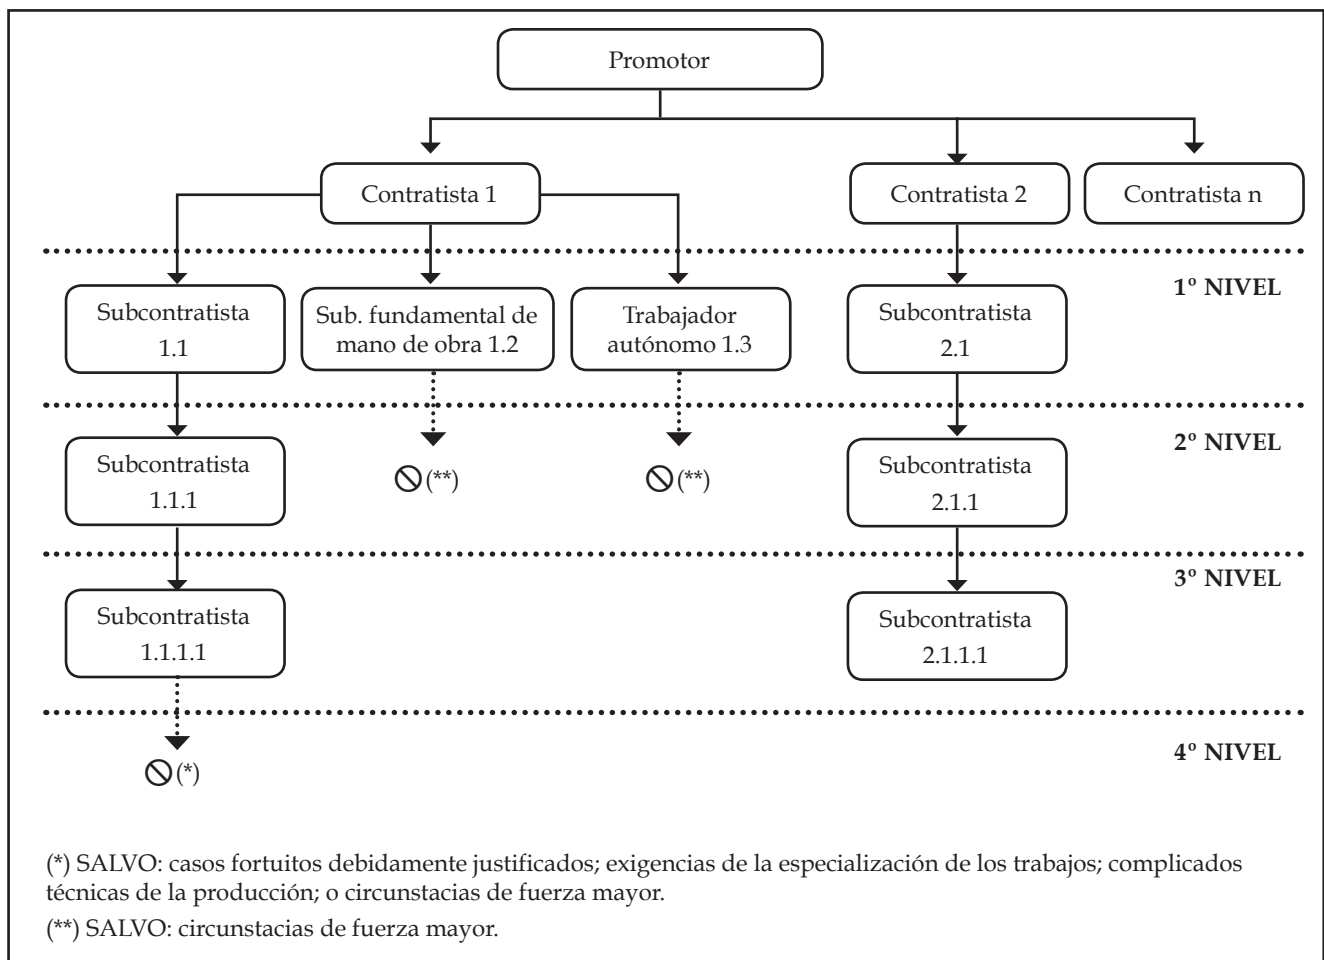 Promotor
Contratista 1
Contratista 2
Contratista n
1º NIVEL
Subcontratista
1.1
Sub. fundamental de
mano de obra 1.2
Trabajador
autónomo 1.3
Subcontratista
2.1
2º NIVEL
Subcontratista
1.1.1
(**)
(**)
Subcontratista
2.1.1
3º NIVEL
Subcontratista
1.1.1.1
Subcontratista
2.1.1.1
4º NIVEL
(*)
(*) SALVO: casos fortuitos debidamente justificados; exigencias de la especialización de los trabajos; complicados
técnicas de la producción; o circunstacias de fuerza mayor.
(**) SALVO: circunstacias de fuerza mayor.